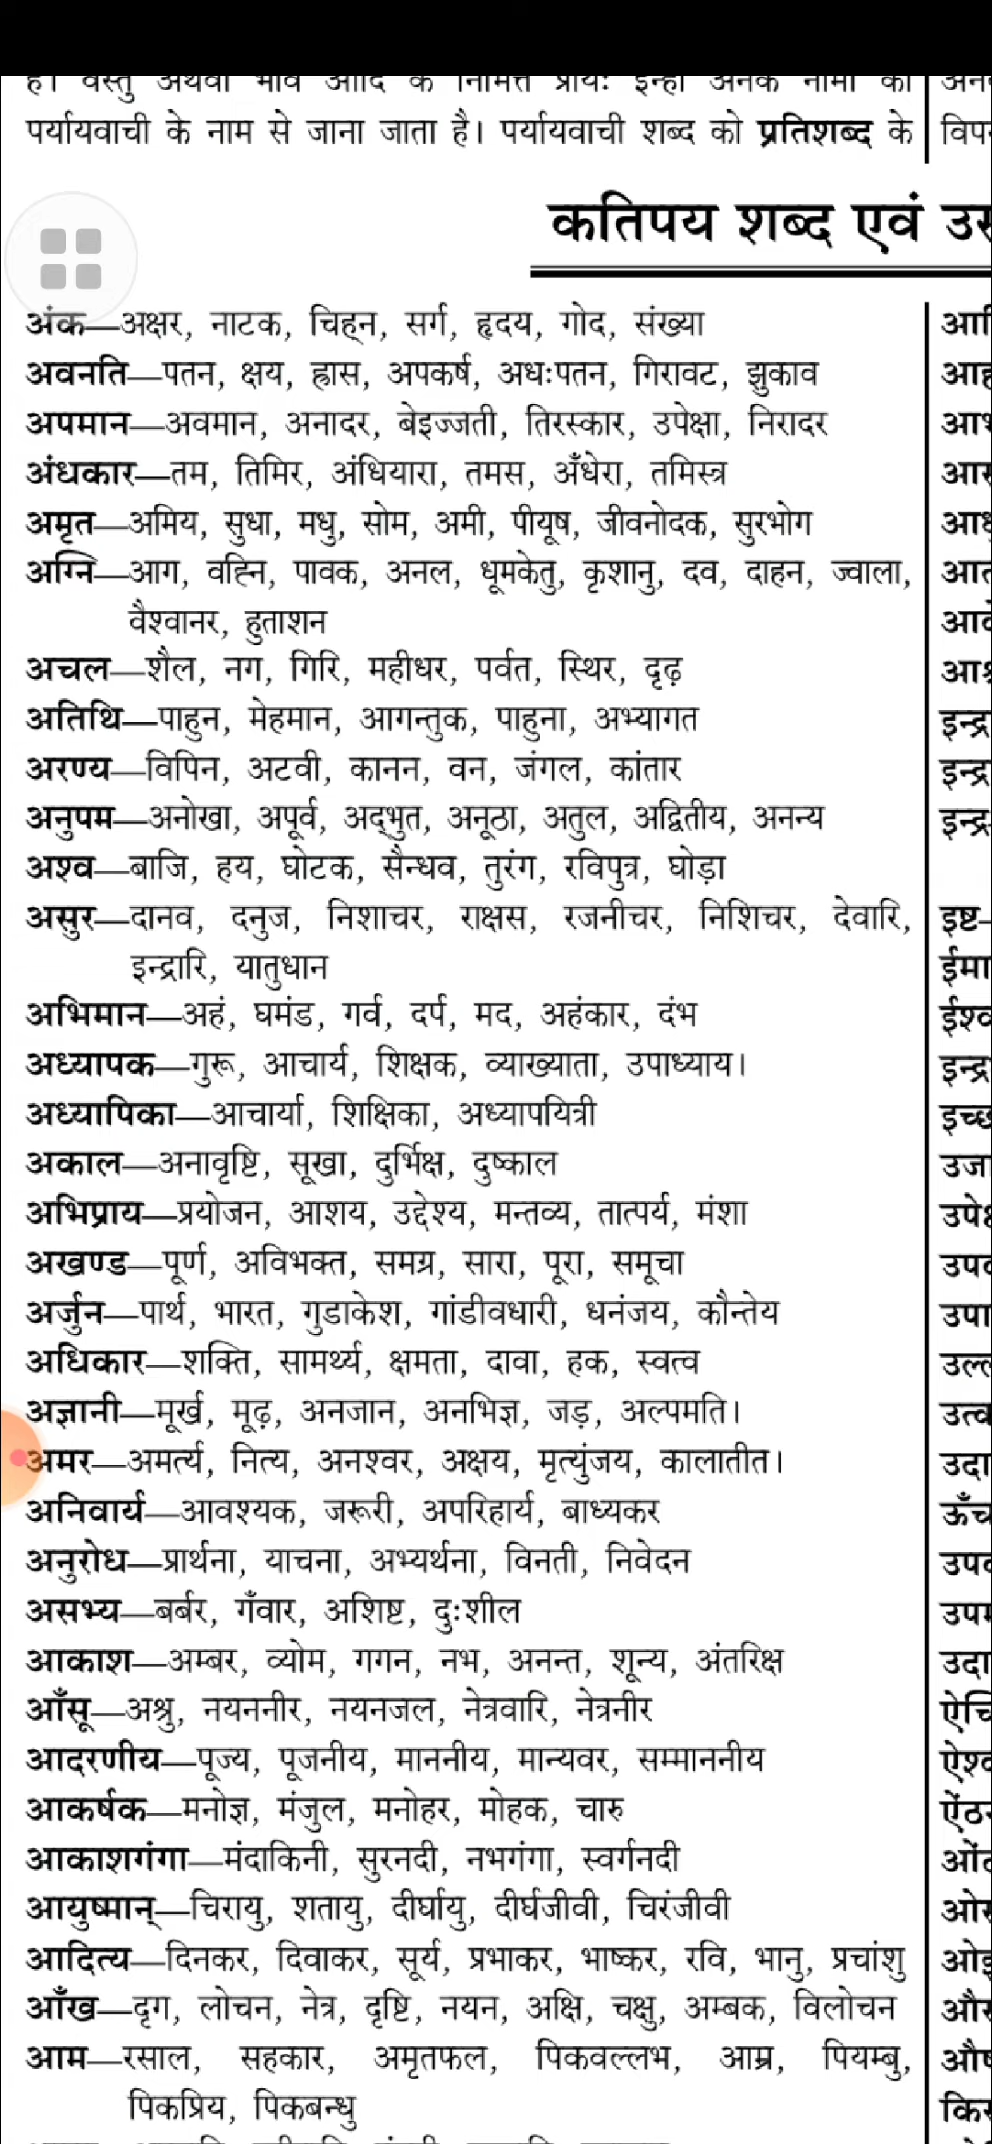 पर्यायवाची के नाम से जाना जाता है। पर्यायवाची शब्द को प्रतिशब्द के
कतिपय शब्द एवं
अंक—अक्षर, नाटक, चिह्न, सर्ग, हृदय, गोद, संख्या
अवनति—पतन, क्षय, ह्रास, अपकर्ष, अधःपतन, गिरावट, झुकाव
अपमान—अवमान, अनादर, बेइज्जती, तिरस्कार, उपेक्षा, निरादर
अंधकार—तम, तिमिर, अंधियारा, तमस, अँधेरा, तमिस्त्र
अमृत—अमिय, सुधा, मधु, सोम, अमी, पीयूष, जीवनोदक, सुरभोग
अग्नि—आग, वह्नि, पावक, अनल, धूमकेतु, कृशानु, दव, दाहन, ज्वाला,
वैश्वानर, हुताशन
अचल—शैल, नग, गिरि, महीधर, पर्वत, स्थिर, दृढ़
अतिथि—पाहुन, मेहमान, आगन्तुक, पाहुना, अभ्यागत
अरण्य—विपिन, अटवी, कानन, वन, जंगल, कांतार
अनुपम—अनोखा, अपूर्व, अद्‌भुत, अनूठा, अतुल, अद्वितीय, अनन्य
अश्व—बाजि, हय, घोटक, सैन्धव, तुरंग, रविपुत्र, घोड़ा
असुर—दानव, दनुज, निशाचर, राक्षस, रजनीचर, निशिचर, देवारि,
इन्द्रारि, यातुधान
अभिमान—अहं, घमंड, गर्व, दर्प, मद, अहंकार, दंभ
अध्यापक—गुरू, आचार्य, शिक्षक, व्याख्याता, उपाध्याय।
अध्यापिका—आचार्या, शिक्षिका, अध्यापयित्री
अकाल—अनावृष्टि, सूखा, दुर्भिक्ष, दुष्काल
अभिप्राय—प्रयोजन, आशय, उद्देश्य, मन्तव्य, तात्पर्य, मंशा
अखण्ड—पूर्ण, अविभक्त, समग्र, सारा, पूरा, समूचा
अर्जुन—पार्थ, भारत, गुडाकेश, गांडीवधारी, धनंजय, कौन्तेय
अधिकार—शक्ति, सामर्थ्य, क्षमता, दावा, हक, स्वत्व
अज्ञानी—मूर्ख, मूढ़, अनजान, अनभिज्ञ, जड़, अल्पमति।
अमर—अमर्त्य, नित्य, अनश्वर, अक्षय, मृत्युंजय, कालातीत।
अनिवार्य—आवश्यक, जरूरी, अपरिहार्य, बाध्यकर
अनुरोध—प्रार्थना, याचना, अभ्यर्थना, विनती, निवेदन
असभ्य—बर्बर, गँवार, अशिष्ट, दुःशील
आकाश—अम्बर, व्योम, गगन, नभ, अनन्त, शून्य, अंतरिक्ष
आँसू—अश्रु, नयननीर, नयनजल, नेत्रवारि, नेत्रनीर
आदरणीय—पूज्य, पूजनीय, माननीय, मान्यवर, सम्माननीय
आकर्षक—मनोज्ञ, मंजुल, मनोहर, मोहक, चारु
आकाशगंगा—मंदाकिनी, सुरनदी, नभगंगा, स्वर्गनदी
आयुष्मान्—चिरायु, शतायु, दीर्घायु, दीर्घजीवी, चिरंजीवी
आदित्य—दिनकर, दिवाकर, सूर्य, प्रभाकर, भाष्कर, रवि, भानु, प्रचांशु
आँख—दृग, लोचन, नेत्र, दृष्टि, नयन, अक्षि, चक्षु, अम्बक, विलोचन
आम—रसाल, सहकार, अमृतफल, पिकवल्लभ, आम्र, पियम्बु,
पिकप्रिय, पिकबन्धु